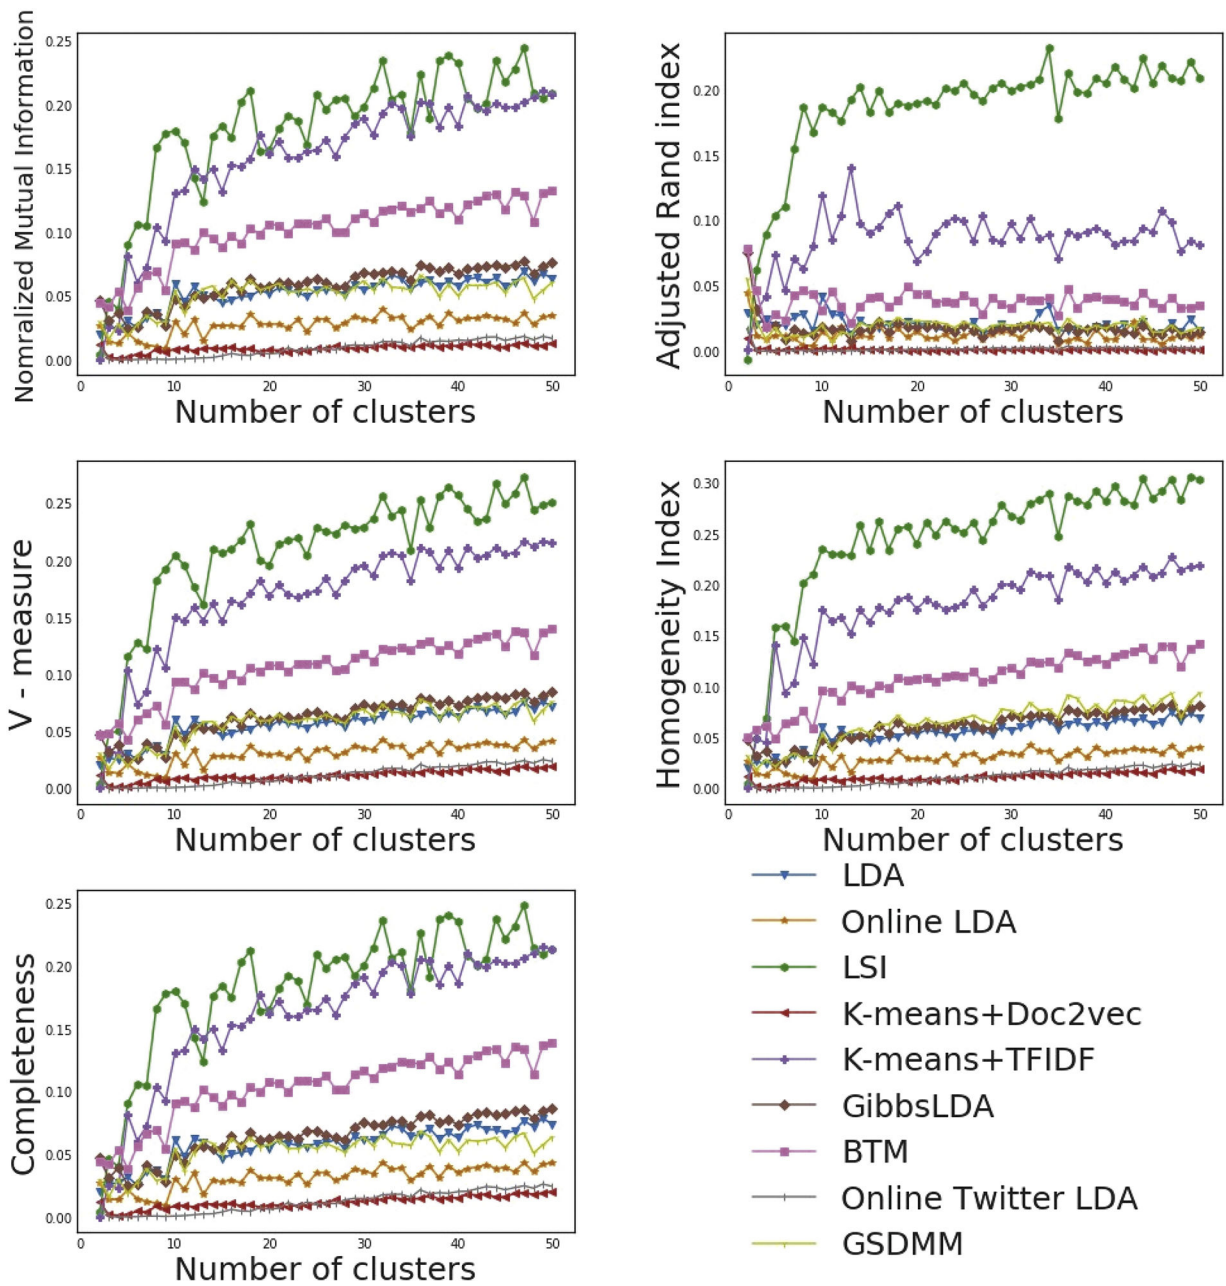 Nomralized Mutual Information
0.25
0.20
0.15
0.10
0.05
0.00
0 10 20 30 40 50
Number of clusters
Adjusted Rand index
0.20
0.15
0.10
0.05
0.00
0 10 20 30 40 50
Number of clusters
V - measure
0.25
0.20
0.15
0.10
0.05
0.00
0 10 20 30 40 50
Number of clusters
Homogeneity Index
0.30
0.25
0.20
0.15
0.10
0.05
0.00
0 10 20 30 40 50
Number of clusters
Completeness
0.25
0.20
0.15
0.10
0.05
0.00
0 10 20 30 40 50
Number of clusters
LDA
Online LDA
LSI
K-means+Doc2vec
K-means+TFIDF
GibbsLDA
BTM
Online Twitter LDA
GSDMM